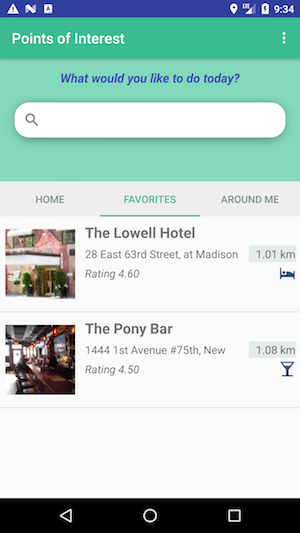 LTE 9:34
Points of Interest
What would you like to do today?
HOME FAVORITES AROUND ME
The Lowell Hotel
28 East 63rd Street, at Madison 1.01 km
Rating 4.60
The Pony Bar
1444 1st Avenue #75th, New 1.08 km
Rating 4.50